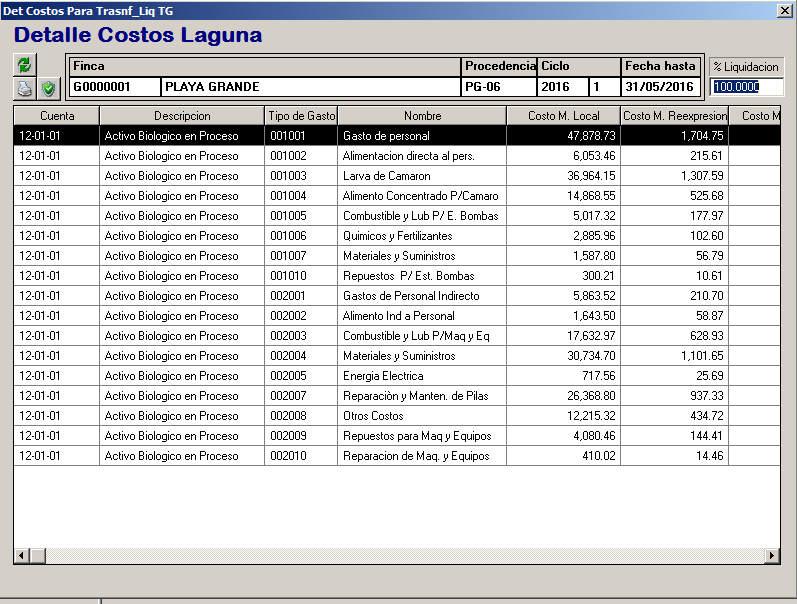 Det Costos Para Trasnf_Liq TG
Detalle Costos Laguna
Finca Procedencia Ciclo Fecha hasta % Liquidacion
G0000001 PLAYA GRANDE PG-06 2016 1 31/05/2016 100.0000
Cuenta Descripcion Tipo de Gasto Nombre Costo M. Local Costo M. Reexpresion Costo M
12-01-01 Activo Biologico en Proceso 001001 Gasto de personal 47,878.73 1,704.75
12-01-01 Activo Biologico en Proceso 001002 Alimentacion directa al pers. 6,053.46 215.61
12-01-01 Activo Biologico en Proceso 001003 Larva de Camaron 36,964.15 1,307.59
12-01-01 Activo Biologico en Proceso 001004 Alimento Concentrado P/Camaro 14,868.55 525.68
12-01-01 Activo Biologico en Proceso 001005 Combustible y Lub P/ E. Bombas 5,017.32 177.97
12-01-01 Activo Biologico en Proceso 001006 Quimicos y Fertilizantes 2,885.96 102.60
12-01-01 Activo Biologico en Proceso 001007 Materiales y Suministros 1,587.80 56.79
12-01-01 Activo Biologico en Proceso 001010 Repuestos P/ Est. Bombas 300.21 10.61
12-01-01 Activo Biologico en Proceso 002001 Gastos de Personal Indirecto 5,863.52 210.70
12-01-01 Activo Biologico en Proceso 002002 Alimento Ind a Personal 1,643.50 58.87
12-01-01 Activo Biologico en Proceso 002003 Combustible y Lub P/Maq y Eq 17,632.97 628.93
12-01-01 Activo Biologico en Proceso 002004 Materiales y Suministros 30,734.70 1,101.65
12-01-01 Activo Biologico en Proceso 002005 Energia Electrica 717.56 25.69
12-01-01 Activo Biologico en Proceso 002007 Reparaciòn y Manten. de Pilas 26,368.80 937.33
12-01-01 Activo Biologico en Proceso 002008 Otros Costos 12,215.32 434.72
12-01-01 Activo Biologico en Proceso 002009 Repuestos para Maq y Equipos 4,080.46 144.41
12-01-01 Activo Biologico en Proceso 002010 Reparacion de Maq. y Equipos 410.02 14.46